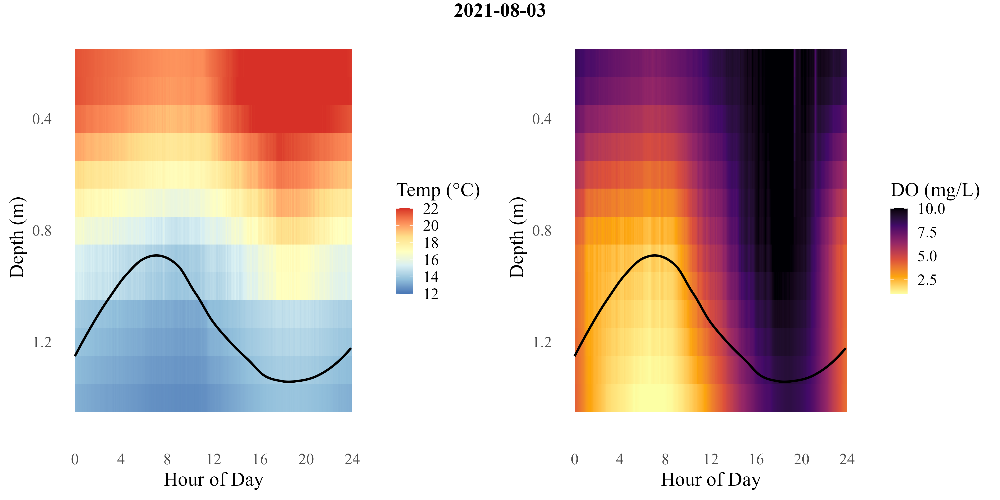 2021-08-03
Depth (m)
0.4
0.8
1.2
0 4 8 12 16 20 24
Hour of Day
Temp (°C)
22
20
18
16
14
12
Depth (m)
0.4
0.8
1.2
0 4 8 12 16 20 24
Hour of Day
DO (mg/L)
10.0
7.5
5.0
2.5